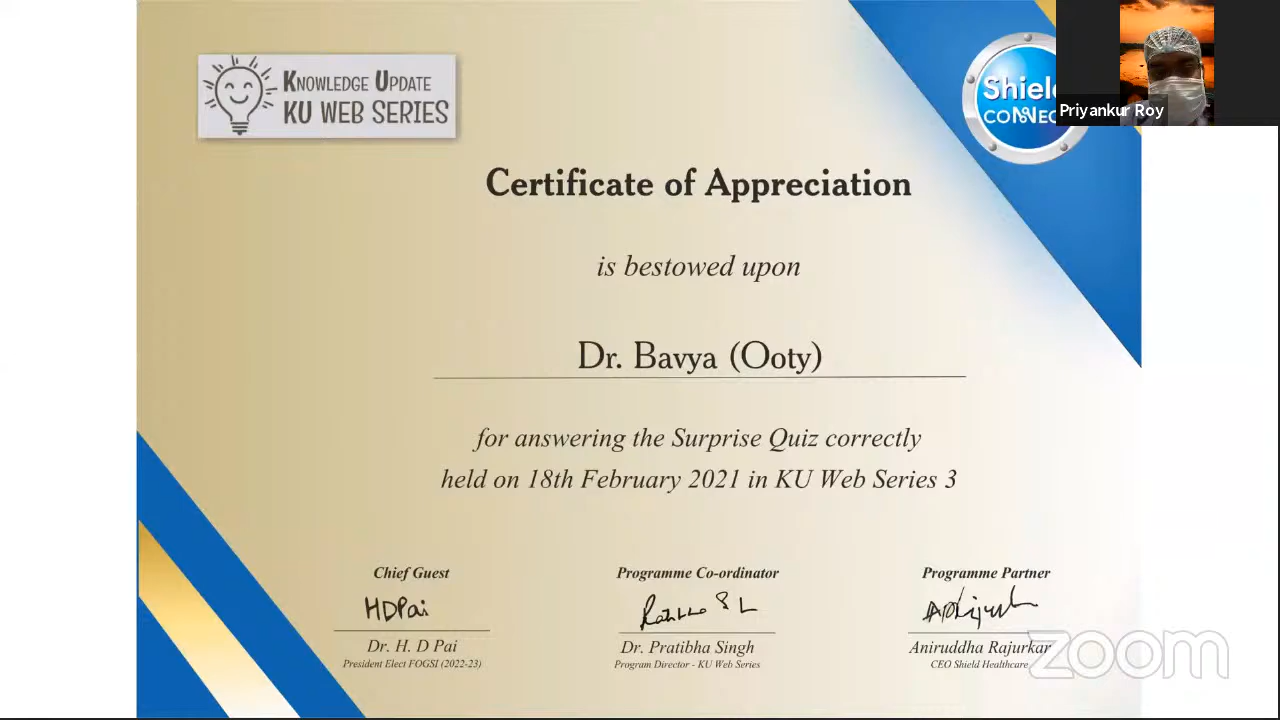 KNOWLEDGE UPDATE
KU WEB SERIES
Shield
CONNECT
Priyankur Roy
Certificate of Appreciation
is bestowed upon
Dr. Bavya (Ooty)
for answering the Surprise Quiz correctly
held on 18th February 2021 in KU Web Series 3
Chief Guest
Programme Co-ordinator
Programme Partner
HDPai
Dr. H. D Pai
Dr. Pratibha Singh
Aniruddha Rajurkar
President Elect FOGSI (2022-23)
Program Director - KU Web Series
CEO Shield Healthcare
zoom